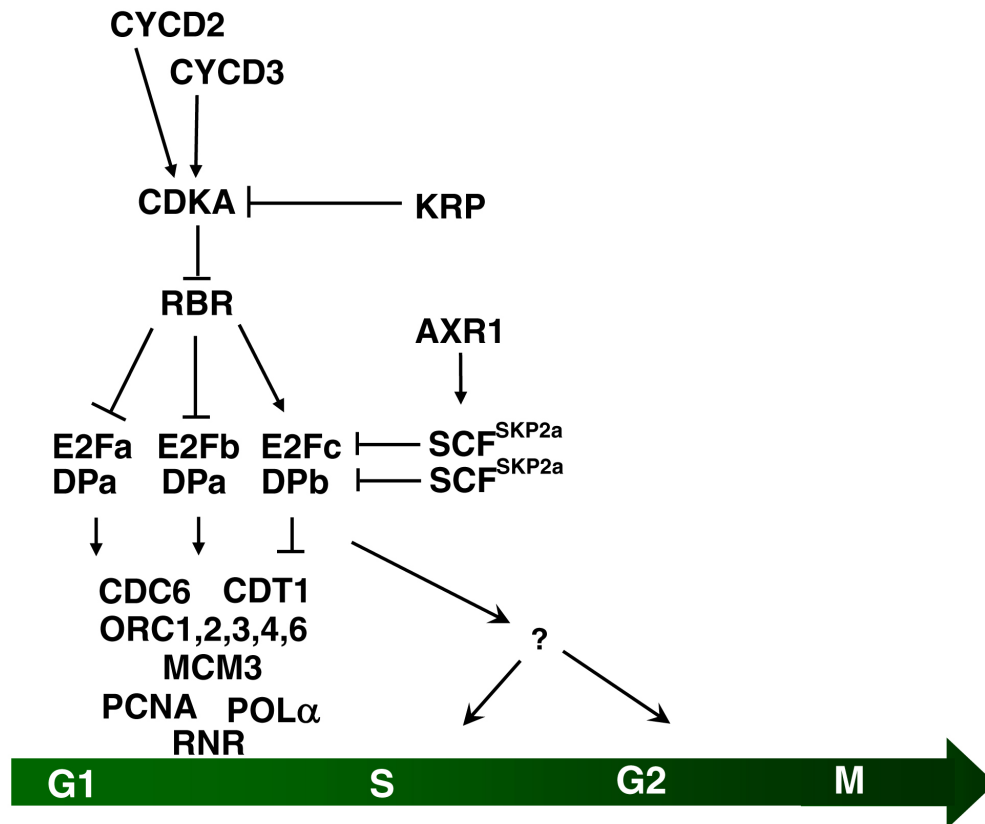 CYCD2
CYCD3
CDKA KRP
RBR
AXR1
E2Fa E2Fb E2Fc SCF^SKP2a
DPa DPa DPb SCF^SKP2a
CDC6 CDT1
ORC1,2,3,4,6
?
MCM3
PCNA POLα
RNR
G1 S G2 M